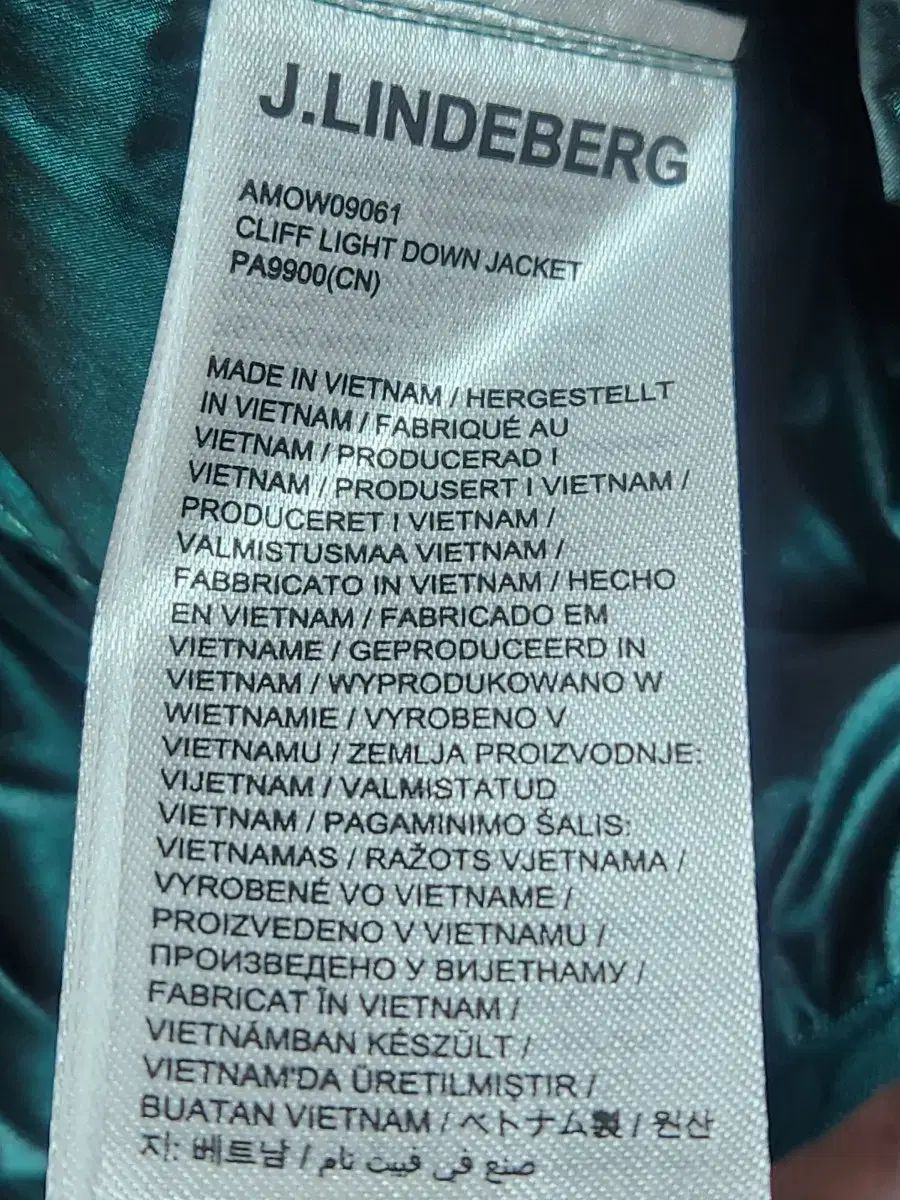 J.LINDEBERG
AMOW09061
CLIFF LIGHT DOWN JACKET
PA9900(CN)
MADE IN VIETNAM / HERGESTELLT
IN VIETNAM / FABRIQUÉ AU
VIETNAM / PRODUCERAD I
VIETNAM / PRODUSERT I VIETNAM /
PRODUCERET I VIETNAM /
VALMISTUSMAA VIETNAM /
FABBRICATO IN VIETNAM / HECHO
EN VIETNAM / FABRICADO EM
VIETNAME / GEPRODUCEERD IN
VIETNAM / WYPRODUKOWANO W
WIETNAMIE / VYROBENO V
VIETNAMU / ZEMLJA PROIZVODNJE:
VIJETNAM / VALMISTATUD
VIETNAM / PAGAMINIMO ŠALIS:
VIETNAMAS / RAŽOTS VJETNAMA /
VYROBENÉ VO VIETNAME /
PROIZVEDENO V VIETNAMU /
ПРОИЗВЕДЕНО У ВИЈЕТНАМУ /
FABRICAT ÎN VIETNAM /
VIETNÁMBAN KÉSZÜLT /
VIETNAM'DA ÜRETILMIŞTIR /
BUATAN VIETNAM / ベトナム製 / 원산
지: 베트남 / صنع في فييت نام